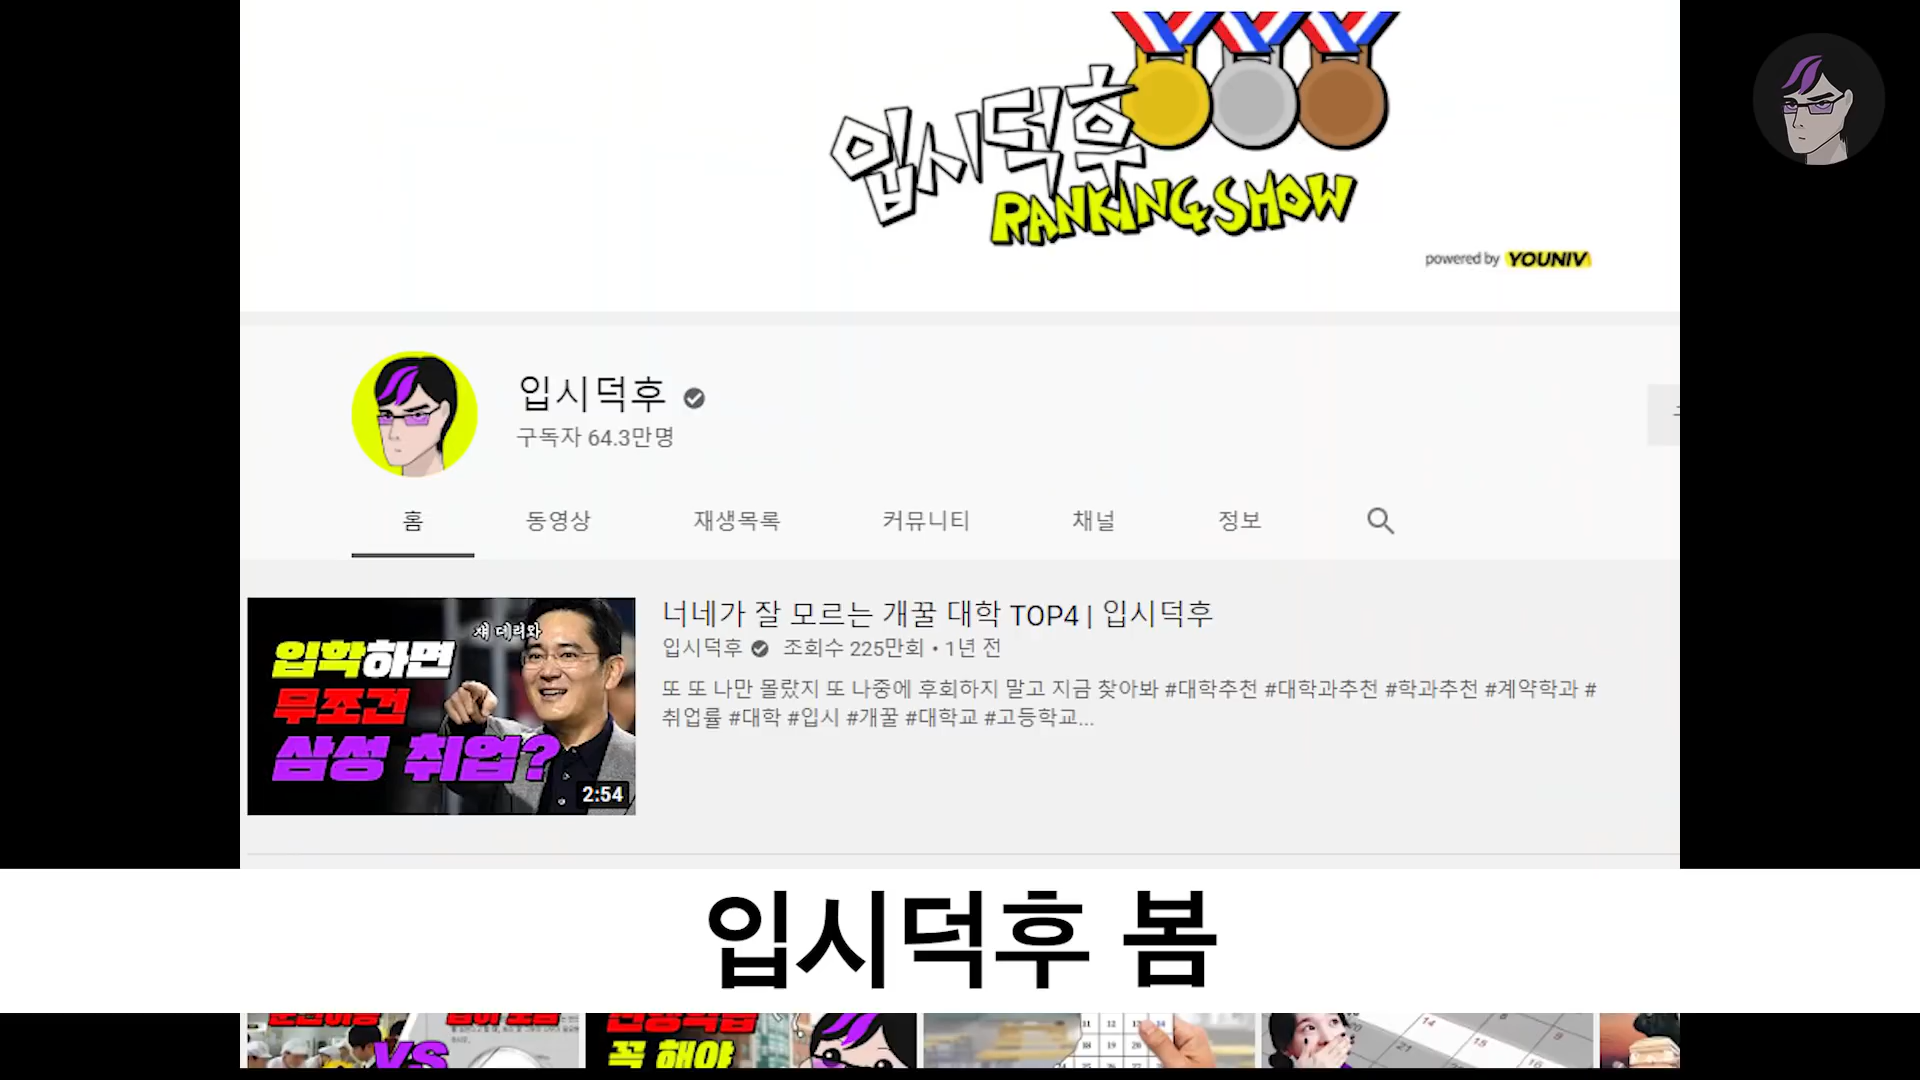 입시덕후
RANKING SHOW
powered by YOUNIV
입시덕후
구독자 64.3만명
홈 동영상 재생목록 커뮤니티 채널 정보
쟤 데려와
입학하면
무조건
삼성 취업?
2:54
너네가 잘 모르는 개꿀 대학 TOP4 | 입시덕후
입시덕후 조회수 225만회 • 1년 전
또 또 나만 몰랐지 또 나중에 후회하지 말고 지금 찾아봐 #대학추천 #대학과추천 #학과추천 #계약학과 #
취업률 #대학 #입시 #개꿀 #대학교 #고등학교...
입시덕후 봄
VS
꼭 해야